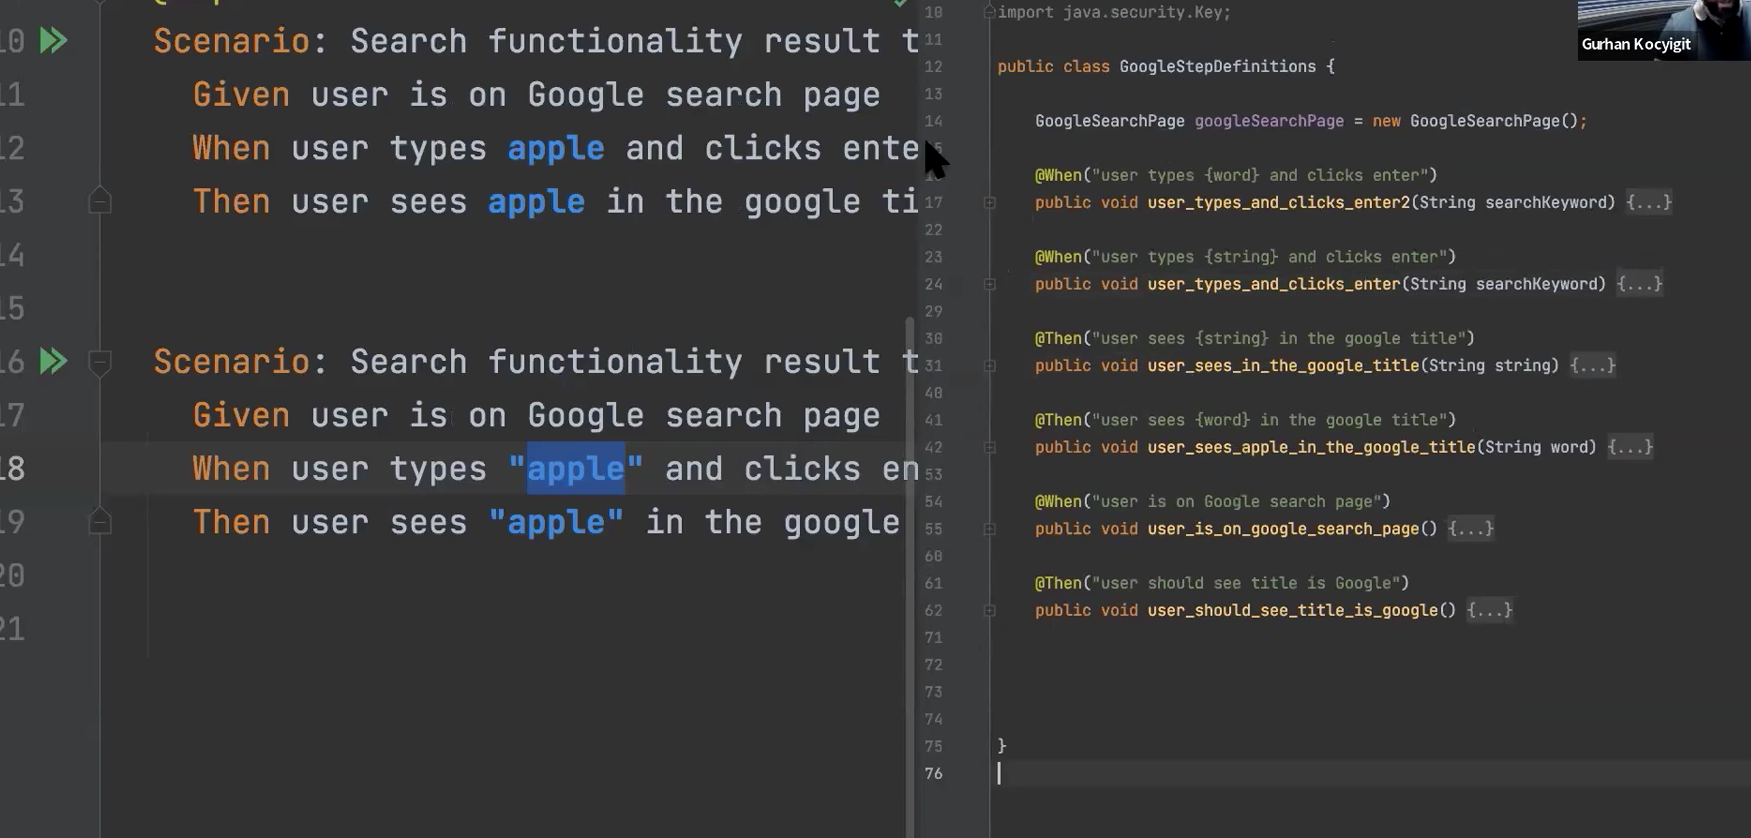 10 Scenario: Search functionality result t
11 Given user is on Google search page
12 When user types apple and clicks ente
13 Then user sees apple in the google ti
14
15
16 Scenario: Search functionality result t
17 Given user is on Google search page
18 When user types "apple" and clicks en
19 Then user sees "apple" in the google
20
21
10 import java.security.Key;
11
12 public class GoogleStepDefinitions {
13
14 GoogleSearchPage googleSearchPage = new GoogleSearchPage();
@When("user types {word} and clicks enter")
17 public void user_types_and_clicks_enter2(String searchKeyword) {...}
22
23 @When("user types {string} and clicks enter")
24 public void user_types_and_clicks_enter(String searchKeyword) {...}
29
30 @Then("user sees {string} in the google title")
31 public void user_sees_in_the_google_title(String string) {...}
40
41 @Then("user sees {word} in the google title")
42 public void user_sees_apple_in_the_google_title(String word) {...}
53
54 @When("user is on Google search page")
55 public void user_is_on_google_search_page() {...}
60
61 @Then("user should see title is Google")
62 public void user_should_see_title_is_google() {...}
71
72
73
74
75 }
76
Gurhan Kocyigit